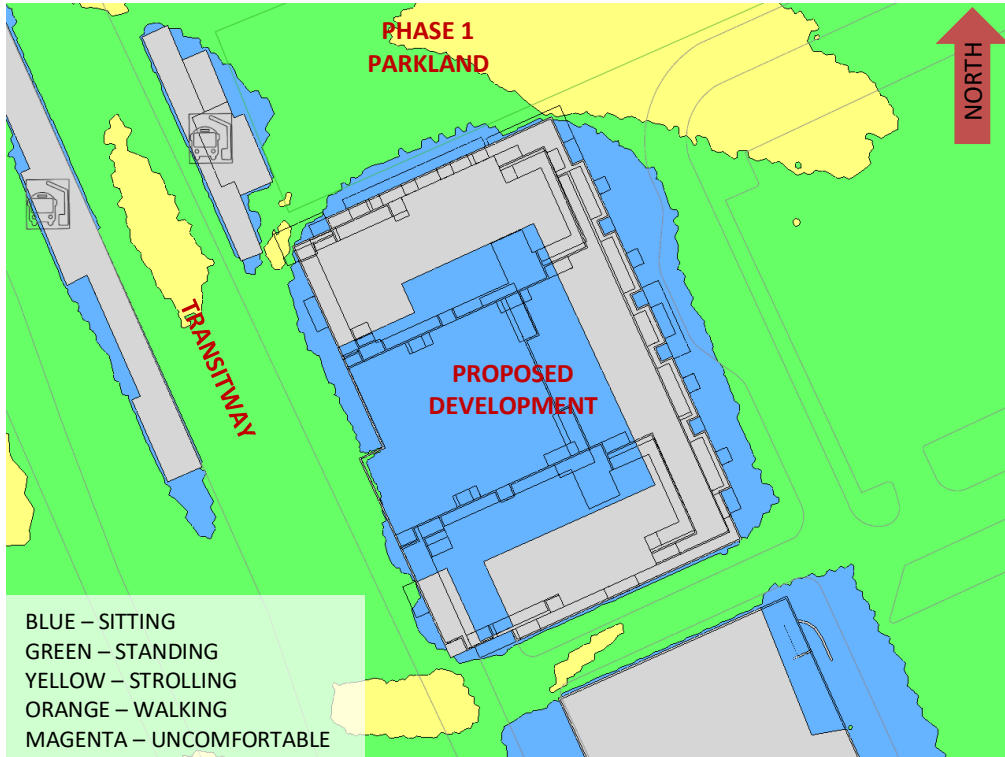 PHASE 1
PARKLAND
NORTH
TRANSITWAY
PROPOSED
DEVELOPMENT
BLUE – SITTING
GREEN – STANDING
YELLOW – STROLLING
ORANGE – WALKING
MAGENTA – UNCOMFORTABLE